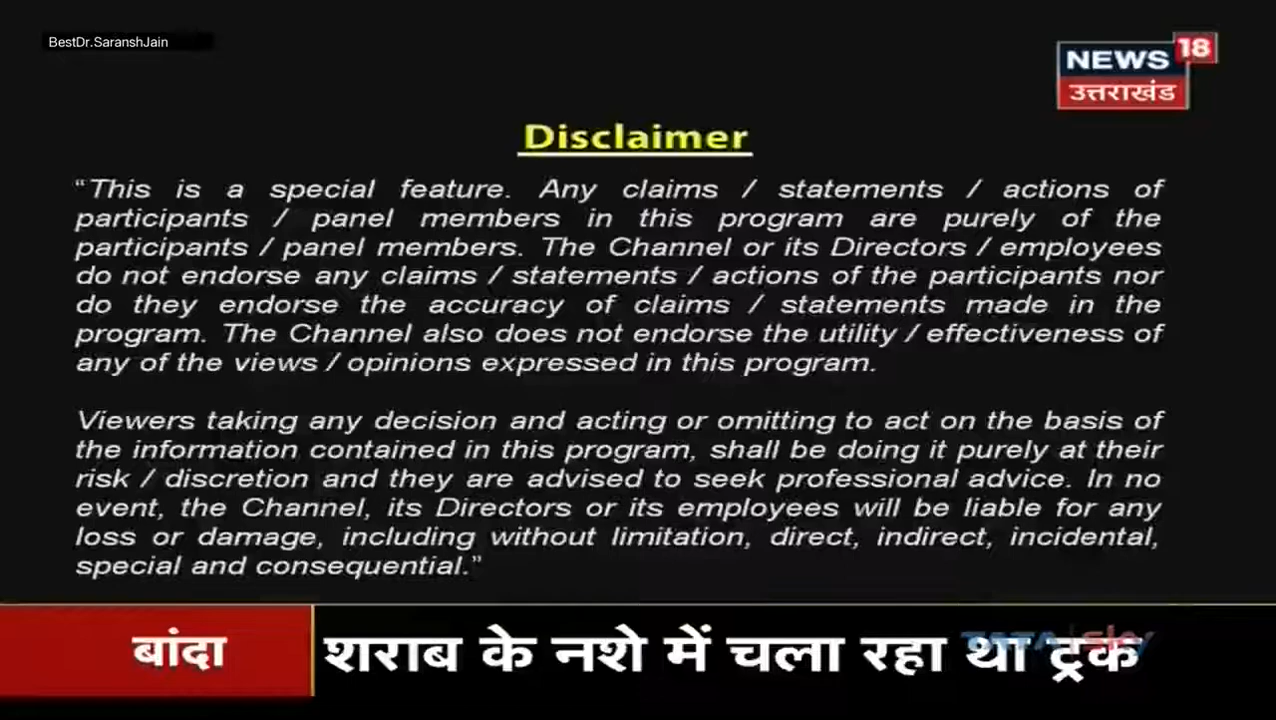 BestDr.SaranshJain
NEWS 18
उत्तराखंड
Disclaimer
“This is a special feature. Any claims / statements / actions of
participants / panel members in this program are purely of the
participants / panel members. The Channel or its Directors / employees
do not endorse any claims / statements / actions of the participants nor
do they endorse the accuracy of claims / statements made in the
program. The Channel also does not endorse the utility / effectiveness of
any of the views / opinions expressed in this program.
Viewers taking any decision and acting or omitting to act on the basis of
the information contained in this program, shall be doing it purely at their
risk / discretion and they are advised to seek professional advice. In no
event, the Channel, its Directors or its employees will be liable for any
loss or damage, including without limitation, direct, indirect, incidental,
special and consequential.”
बांदा
शराब के नशे में चला रहा था ट्रक
TATA sky